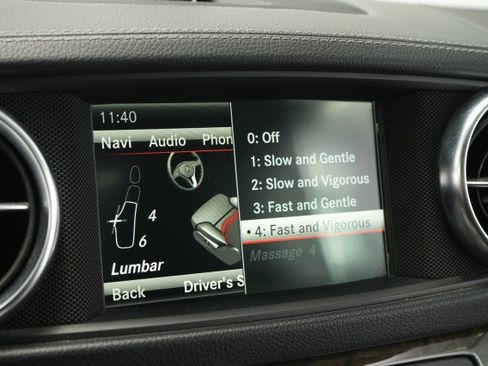 11:40
Navi Audio Phon
0: Off
1: Slow and Gentle
2: Slow and Vigorous
3: Fast and Gentle
• 4: Fast and Vigorous
Massage 4
4
6
Lumbar
Back Driver's S